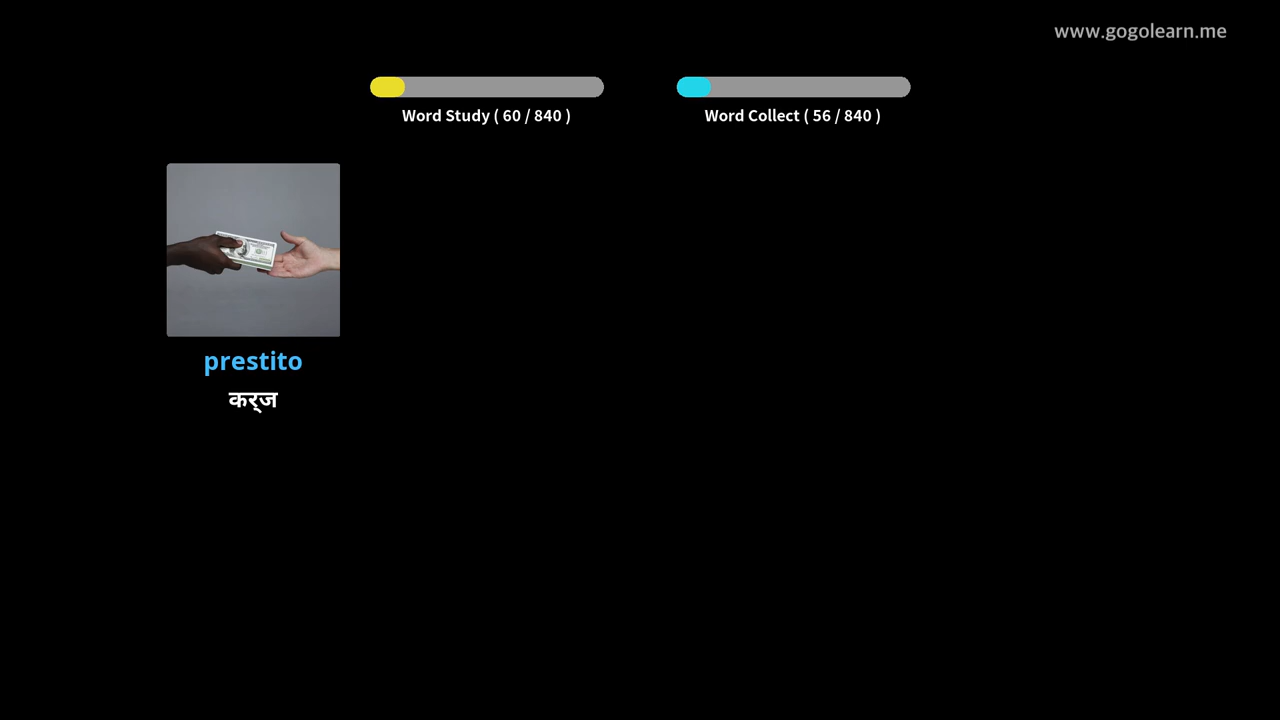 www.gogolearn.me
Word Study ( 60 / 840 )
Word Collect ( 56 / 840 )
prestito
कर्ज